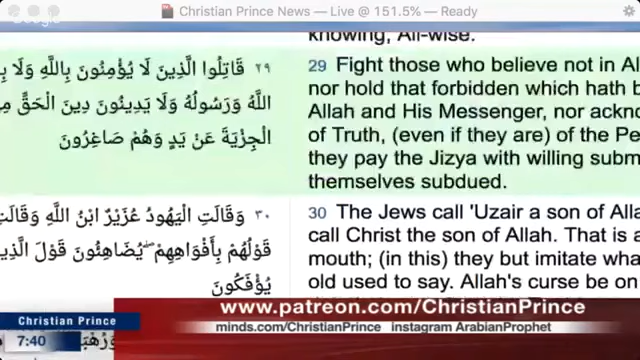 Christian Prince News — Live @ 151.5% — Ready
knowing, All-wise.
٢٩ قَاتِلُوا الَّذِينَ لَا يُؤْمِنُونَ بِاللَّهِ وَلَا
اللَّهُ وَرَسُولُهُ وَلَا يَدِينُونَ دِينَ الْحَقِّ
الْجِزْيَةَ عَنْ يَدٍ وَهُمْ صَاغِرُونَ
29 Fight those who believe not in Al
nor hold that forbidden which hath b
Allah and His Messenger, nor ackn
of Truth, (even if they are) of the Pe
they pay the Jizya with willing subm
themselves subdued.
٣٠ وَقَالَتِ الْيَهُودُ عُزَيْرٌ ابْنُ اللَّهِ وَقَالَتِ
قَوْلُهُمْ بِأَفْوَاهِهِمْ ۖ يُضَاهِئُونَ قَوْلَ الَّذِي
يُؤْفَكُونَ
30 The Jews call 'Uzair a son of Alla
call Christ the son of Allah. That is a
mouth; (in this) they but imitate wha
old used to say. Allah's curse be on
www.patreon.com/ChristianPrince
Christian Prince
minds.com/ChristianPrince instagram ArabianProphet
7:40